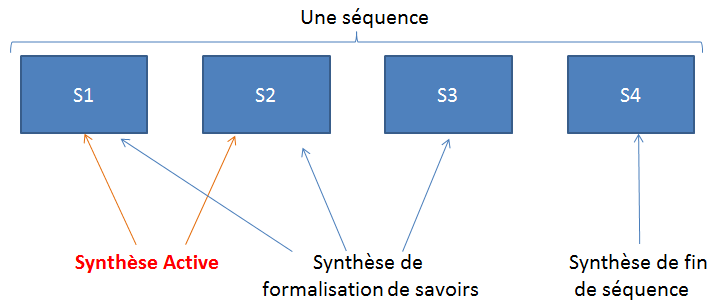 Une séquence
S1
S2
S3
S4
Synthèse Active
Synthèse de
formalisation de savoirs
Synthèse de fin
de séquence